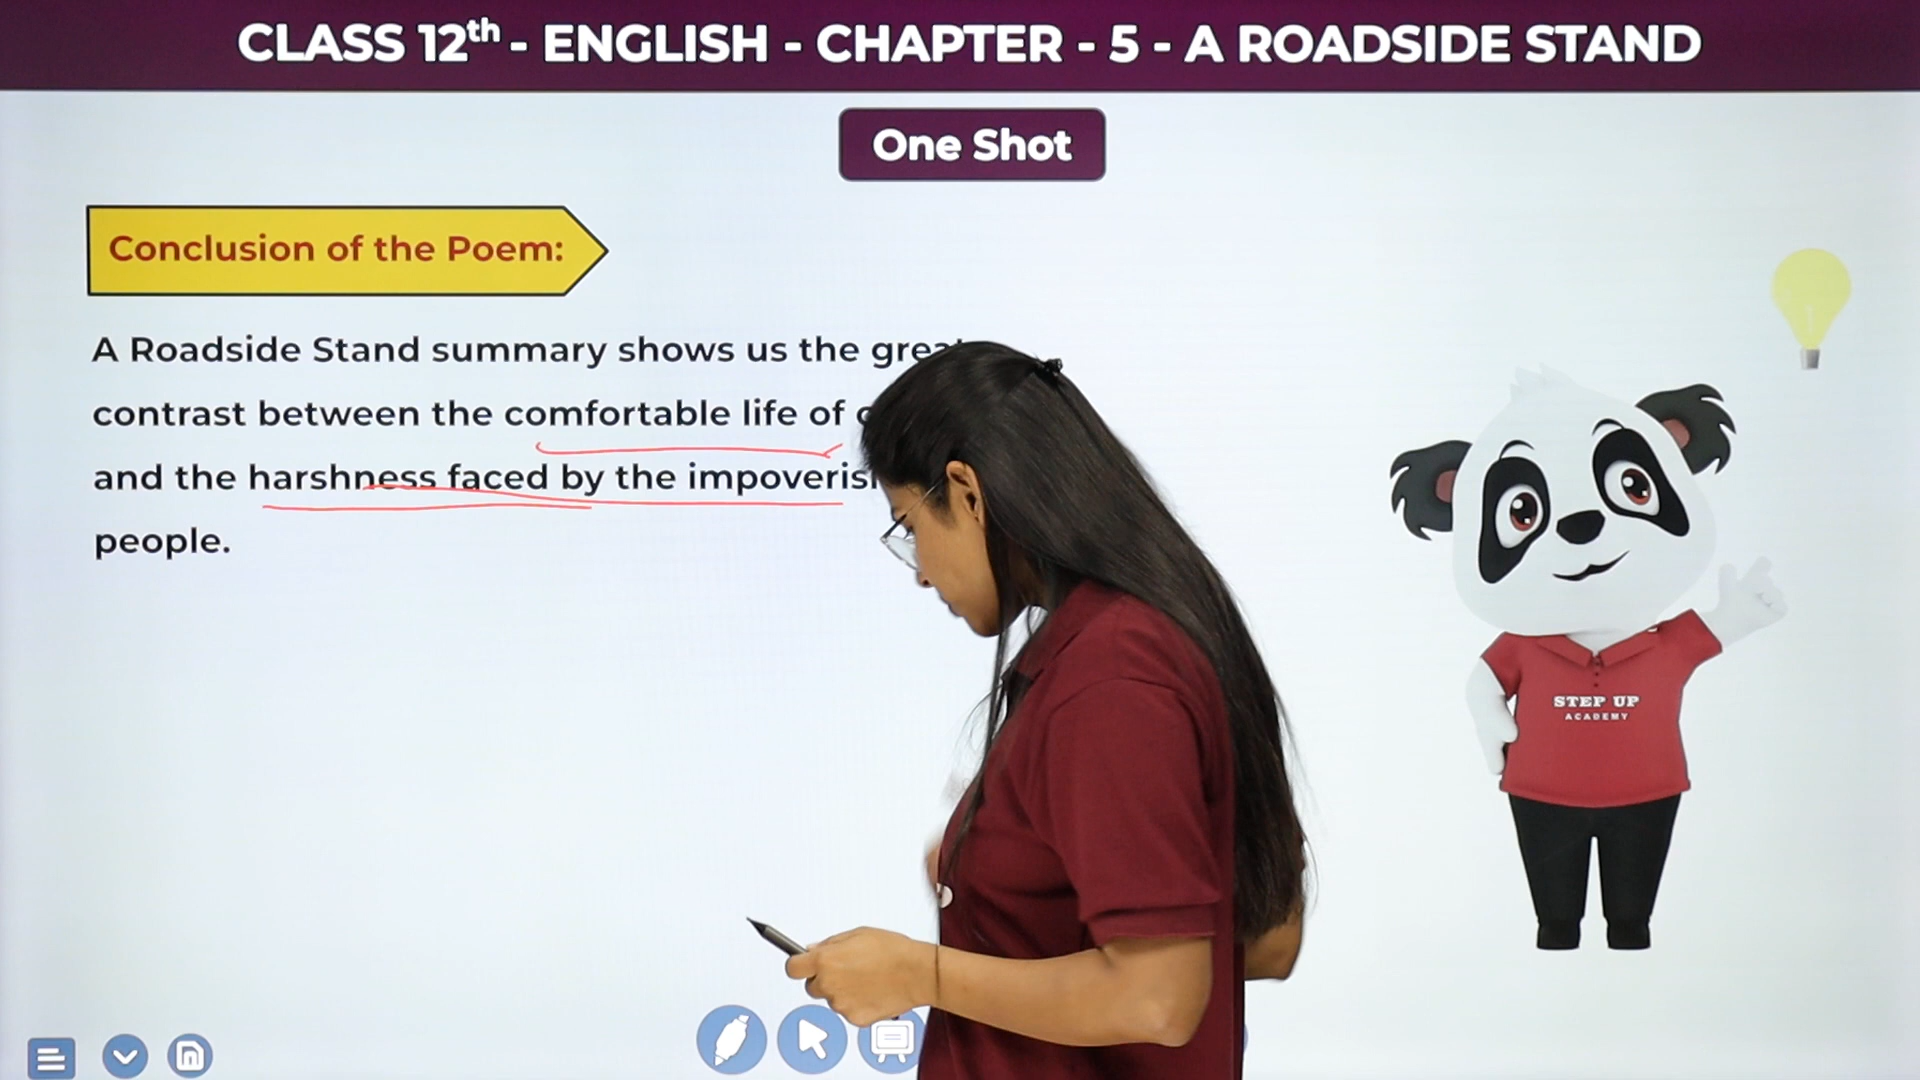 CLASS 12th - ENGLISH - CHAPTER - 5 - A ROADSIDE STAND
One Shot
Conclusion of the Poem:
A Roadside Stand summary shows us the
contrast between the comfortable life of
and the harshness faced by the
people.
STEP UP
ACADEMY